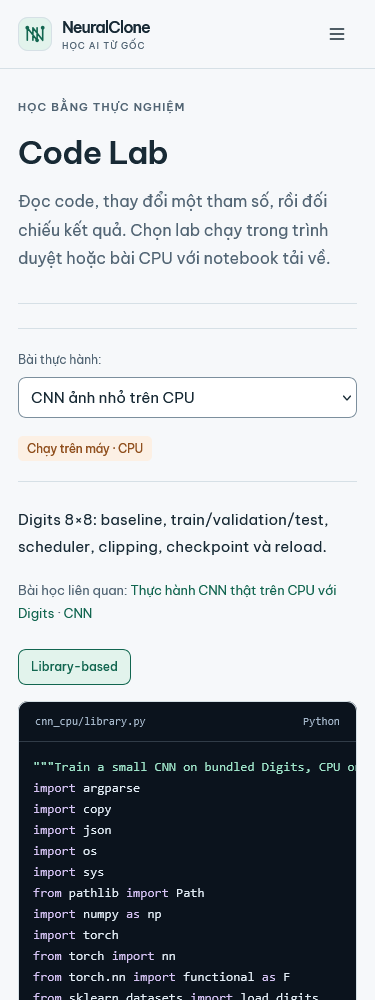 NeuralClone
HỌC AI TỪ GỐC
HỌC BẰNG THỰC NGHIỆM
Code Lab
Đọc code, thay đổi một tham số, rồi đối
chiếu kết quả. Chọn lab chạy trong trình
duyệt hoặc bài CPU với notebook tải về.
Bài thực hành:
CNN ảnh nhỏ trên CPU
Chạy trên máy · CPU
Digits 8×8: baseline, train/validation/test,
scheduler, clipping, checkpoint và reload.
Bài học liên quan: Thực hành CNN thật trên CPU với
Digits · CNN
Library-based
cnn_cpu/library.py Python
"""Train a small CNN on bundled Digits, CPU on
import argparse
import copy
import json
import os
import sys
from pathlib import Path
import numpy as np
import torch
from torch import nn
from torch.nn import functional as F
from sklearn.datasets import load_digits